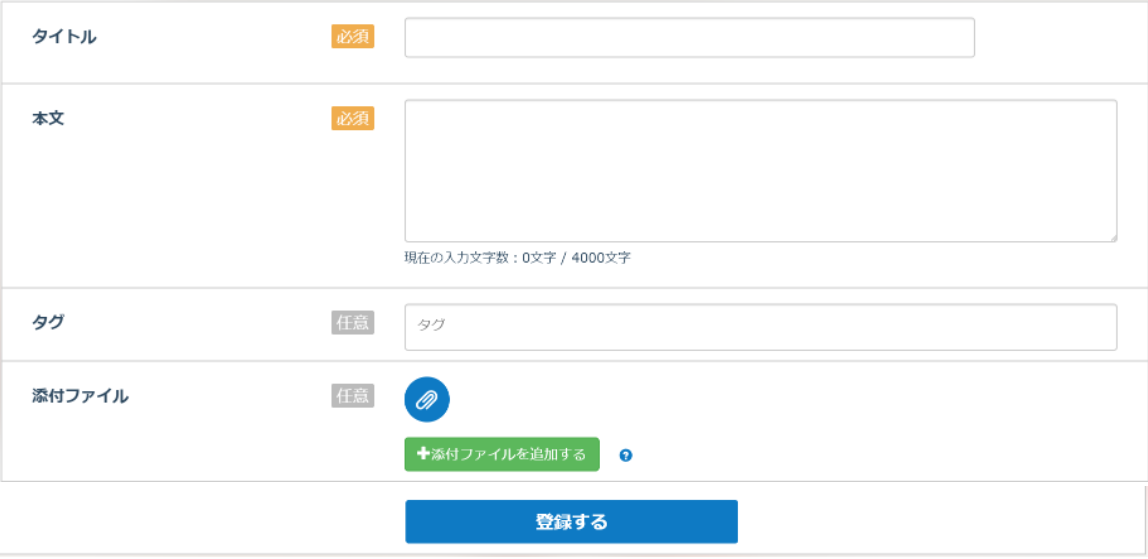 タイトル 必須
本文 必須
現在の入力文字数：0文字 / 4000文字
タグ 任意 タグ
添付ファイル 任意
+添付ファイルを追加する ?
登録する